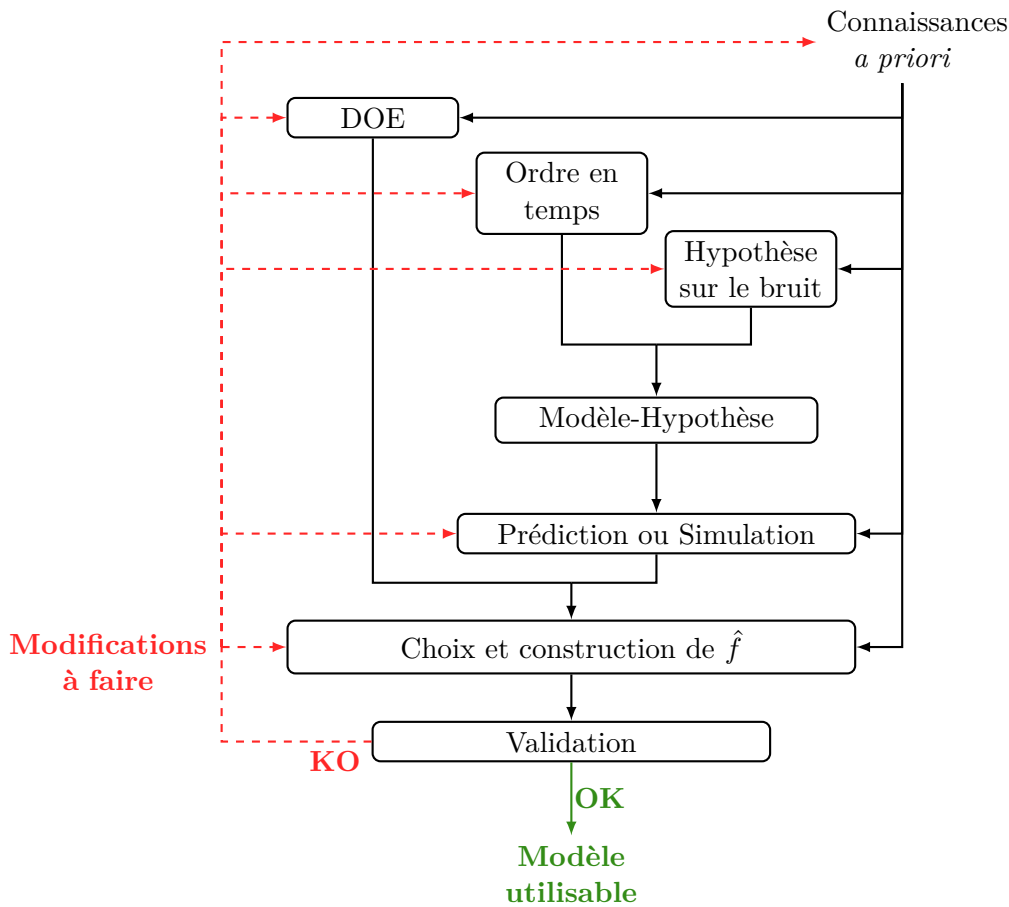 Connaissances
a priori
DOE
Ordre en
temps
Hypothèse
sur le bruit
Modèle-Hypothèse
Prédiction ou Simulation
Modifications
à faire
Choix et construction de f̂
Validation
KO
OK
Modèle
utilisable